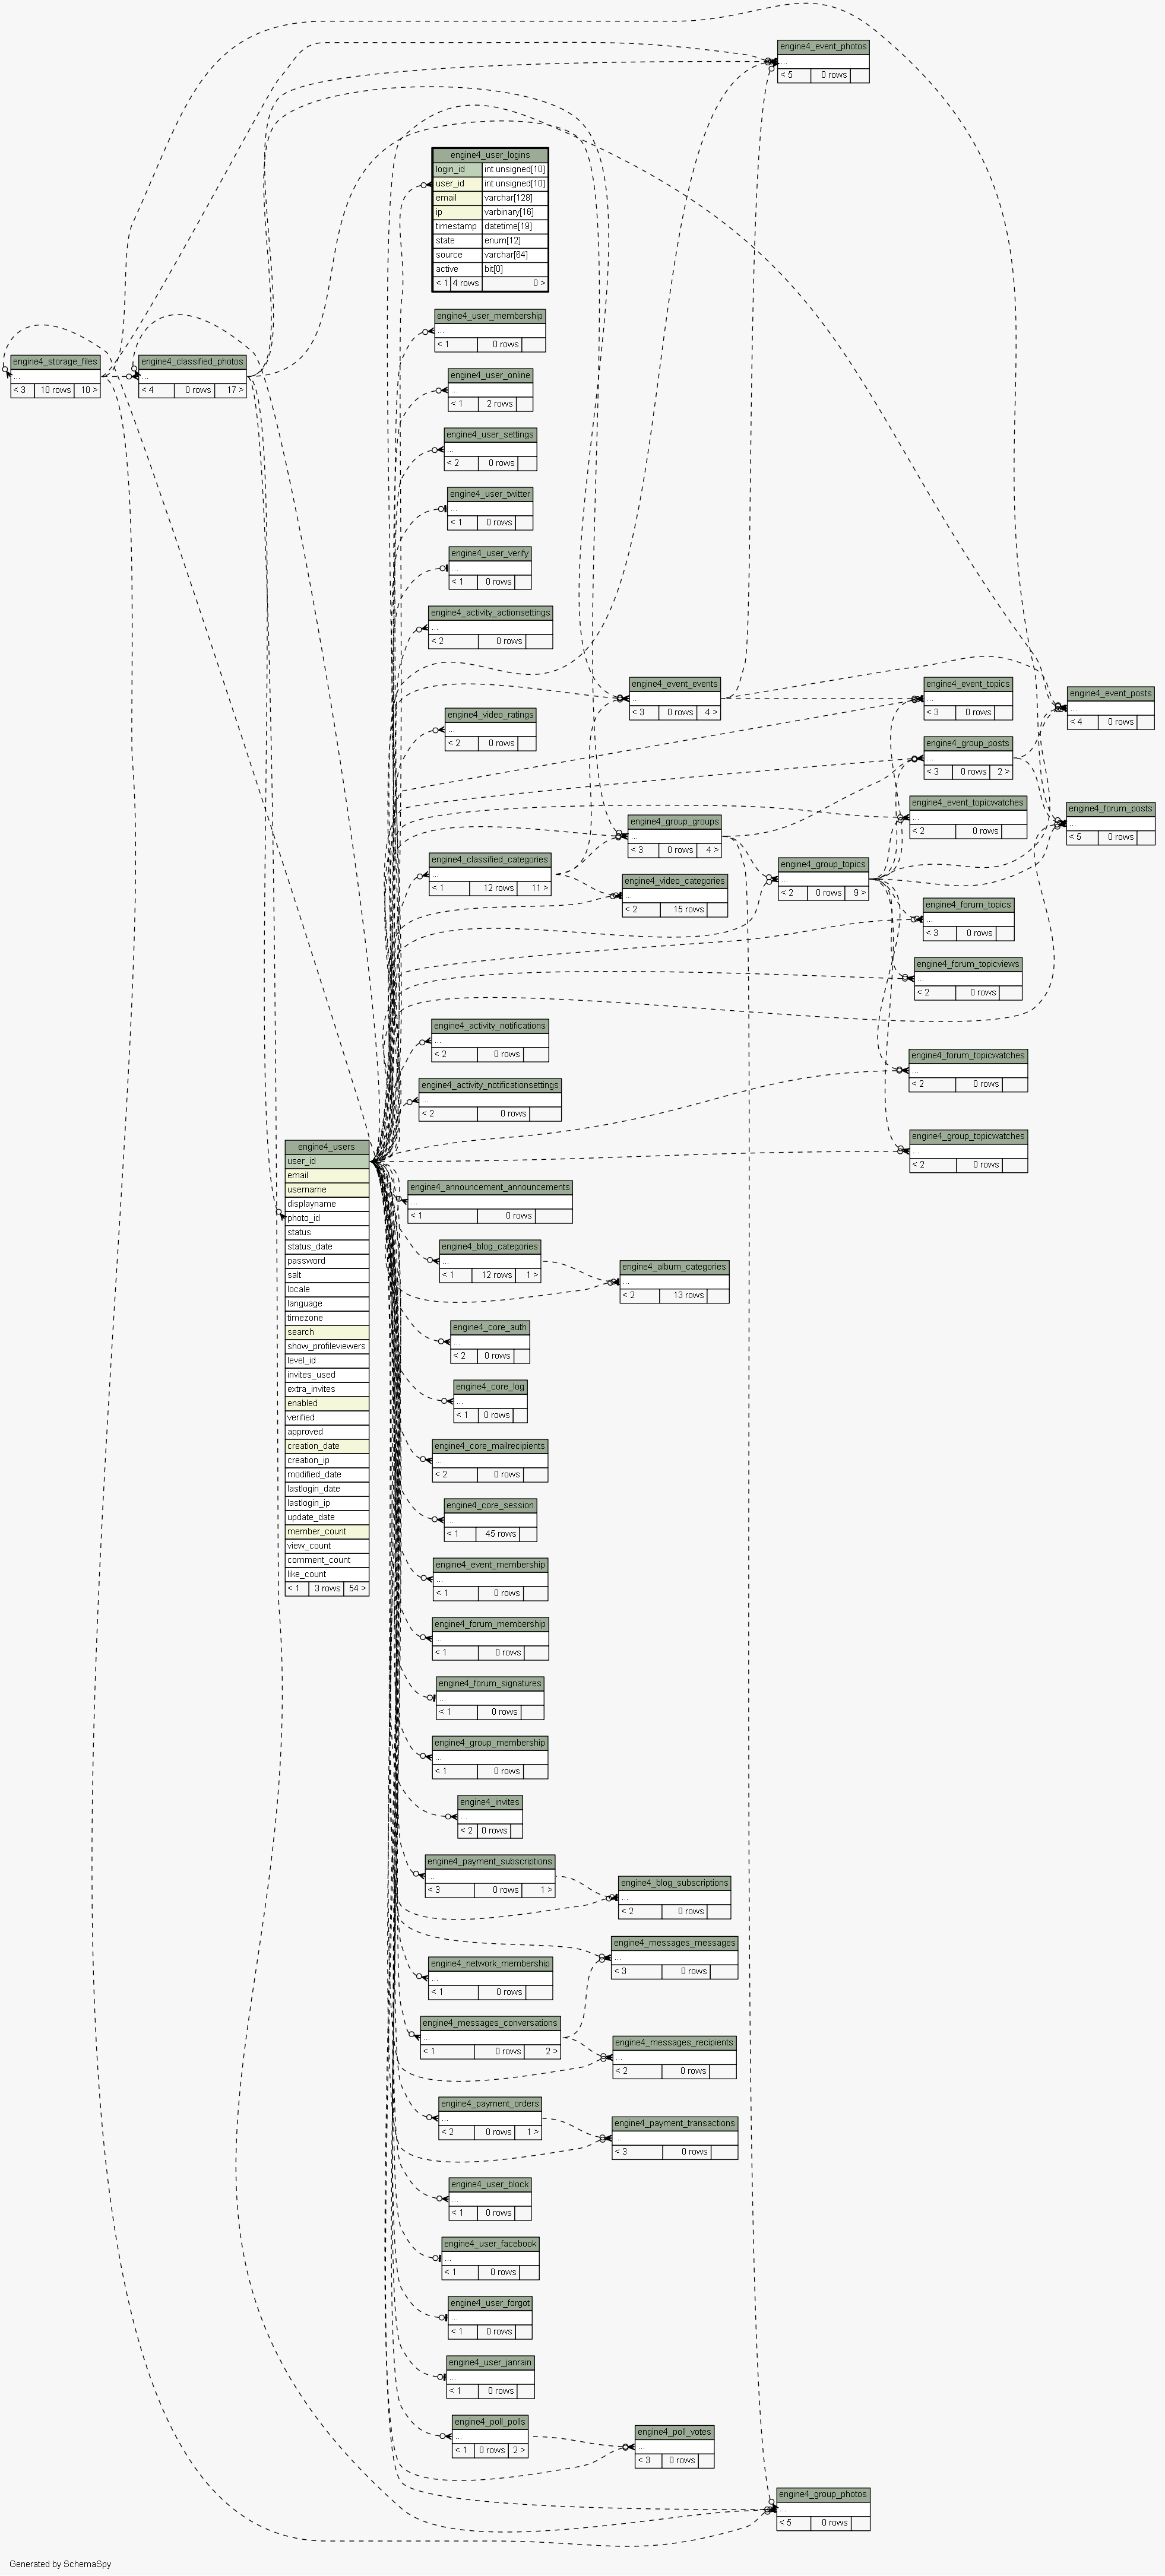 engine4_event_photos
...
< 5 0 rows
engine4_user_logins
login_id int unsigned[10]
user_id int unsigned[10]
email varchar[128]
ip varbinary[16]
timestamp datetime[19]
state enum[12]
source varchar[64]
active bit[0]
< 1 4 rows 0 >
engine4_user_membership
...
< 1 0 rows
engine4_storage_files
...
< 3 10 rows 10 >
engine4_classified_photos
...
< 4 0 rows 17 >
engine4_user_online
...
< 1 2 rows
engine4_user_settings
...
< 2 0 rows
engine4_user_twitter
...
< 1 0 rows
engine4_user_verify
...
< 1 0 rows
engine4_activity_actionsettings
...
< 2 0 rows
engine4_event_events
...
< 3 0 rows 4 >
engine4_event_topics
...
< 3 0 rows
engine4_event_posts
...
< 4 0 rows
engine4_video_ratings
...
< 2 0 rows
engine4_group_posts
...
< 3 0 rows 2 >
engine4_event_topicwatches
...
< 2 0 rows
engine4_forum_posts
...
< 5 0 rows
engine4_group_groups
...
< 3 0 rows 4 >
engine4_classified_categories
...
< 1 12 rows 11 >
engine4_group_topics
...
< 2 0 rows 9 >
engine4_video_categories
...
< 2 15 rows
engine4_forum_topics
...
< 3 0 rows
engine4_forum_topicviews
...
< 2 0 rows
engine4_activity_notifications
...
< 2 0 rows
engine4_forum_topicwatches
...
< 2 0 rows
engine4_activity_notificationsettings
...
< 2 0 rows
engine4_group_topicwatches
...
< 2 0 rows
engine4_users
user_id
email
username
displayname
photo_id
status
status_date
password
salt
locale
language
timezone
search
show_profileviewers
level_id
invites_used
extra_invites
enabled
verified
approved
creation_date
creation_ip
modified_date
lastlogin_date
lastlogin_ip
update_date
member_count
view_count
comment_count
like_count
< 1 3 rows 54 >
engine4_announcement_announcements
...
< 1 0 rows
engine4_blog_categories
...
< 1 12 rows 1 >
engine4_album_categories
...
< 2 13 rows
engine4_core_auth
...
< 2 0 rows
engine4_core_log
...
< 1 0 rows
engine4_core_mailrecipients
...
< 2 0 rows
engine4_core_session
...
< 1 45 rows
engine4_event_membership
...
< 1 0 rows
engine4_forum_membership
...
< 1 0 rows
engine4_forum_signatures
...
< 1 0 rows
engine4_group_membership
...
< 1 0 rows
engine4_invites
...
< 2 0 rows
engine4_payment_subscriptions
...
< 3 0 rows 1 >
engine4_blog_subscriptions
...
< 2 0 rows
engine4_messages_messages
...
< 3 0 rows
engine4_network_membership
...
< 1 0 rows
engine4_messages_conversations
...
< 1 0 rows 2 >
engine4_messages_recipients
...
< 2 0 rows
engine4_payment_orders
...
< 2 0 rows 1 >
engine4_payment_transactions
...
< 3 0 rows
engine4_user_block
...
< 1 0 rows
engine4_user_facebook
...
< 1 0 rows
engine4_user_forgot
...
< 1 0 rows
engine4_user_janrain
...
< 1 0 rows
engine4_poll_polls
...
< 1 0 rows 2 >
engine4_poll_votes
...
< 3 0 rows
engine4_group_photos
...
< 5 0 rows
Generated by SchemaSpy